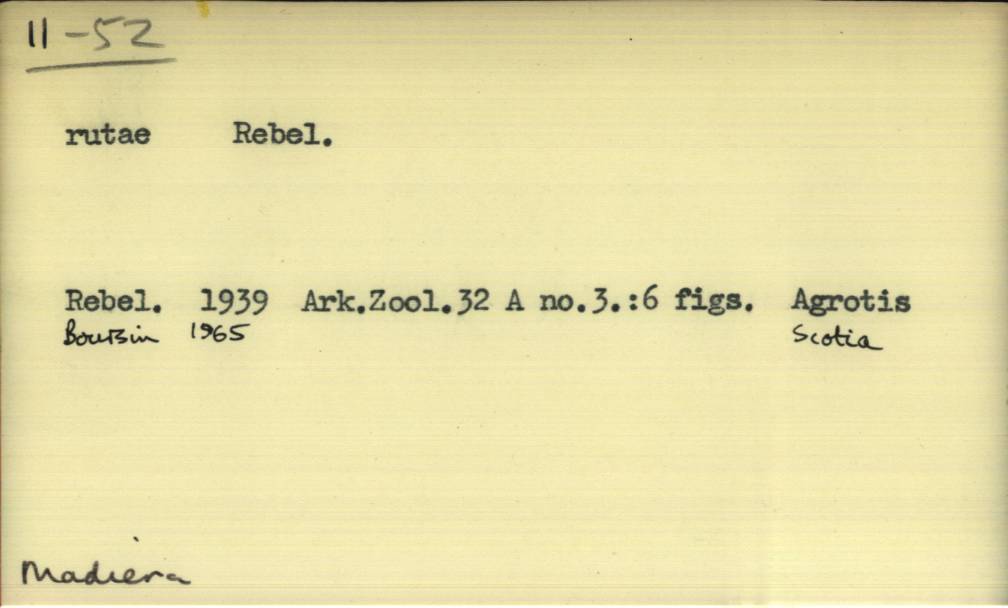 11-52
rutae Rebel.
Rebel. 1939 Ark.Zool.32 A no.3.:6 figs. Agrotis
Boursin 1965 Scotia
Madiera